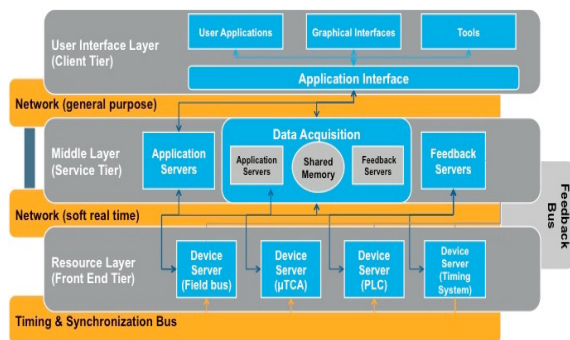 User Interface Layer
(Client Tier)
User Applications
Graphical Interfaces
Tools
Application Interface
Network (general purpose)
Middle Layer
(Service Tier)
Application
Servers
Data Acquisition
Application
Servers
Shared
Memory
Feedback
Servers
Feedback
Servers
Feedback
Bus
Network (soft real time)
Resource Layer
(Front End Tier)
Device
Server
(Field bus)
Device
Server
(µTCA)
Device
Server
(PLC)
Device
Server
(Timing
System)
Timing & Synchronization Bus